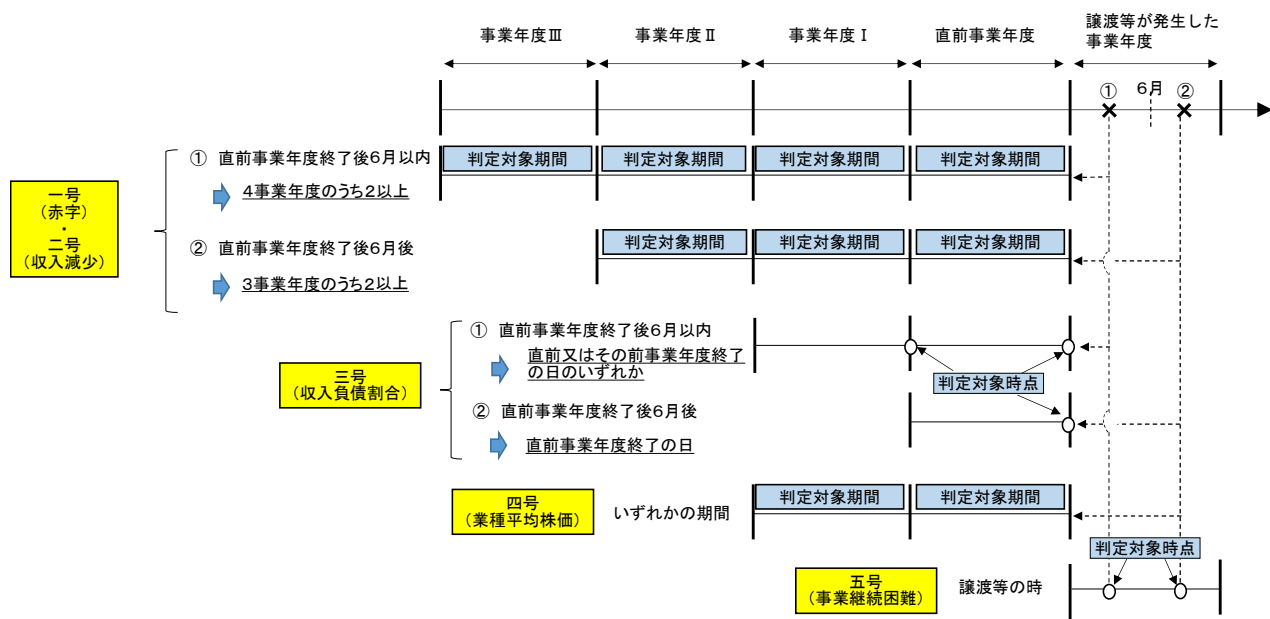 事業年度Ⅲ
事業年度Ⅱ
事業年度Ⅰ
直前事業年度
譲渡等が発生した
事業年度
①
6月
②
一号
(赤字)
・
二号
(収入減少)
① 直前事業年度終了後6月以内
4事業年度のうち2以上
判定対象期間
判定対象期間
判定対象期間
判定対象期間
② 直前事業年度終了後6月後
3事業年度のうち2以上
判定対象期間
判定対象期間
判定対象期間
三号
(収入負債割合)
① 直前事業年度終了後6月以内
直前又はその前事業年度終了
の日のいずれか
判定対象時点
② 直前事業年度終了後6月後
直前事業年度終了の日
四号
(業種平均株価)
いずれかの期間
判定対象期間
判定対象期間
判定対象時点
五号
(事業継続困難)
譲渡等の時